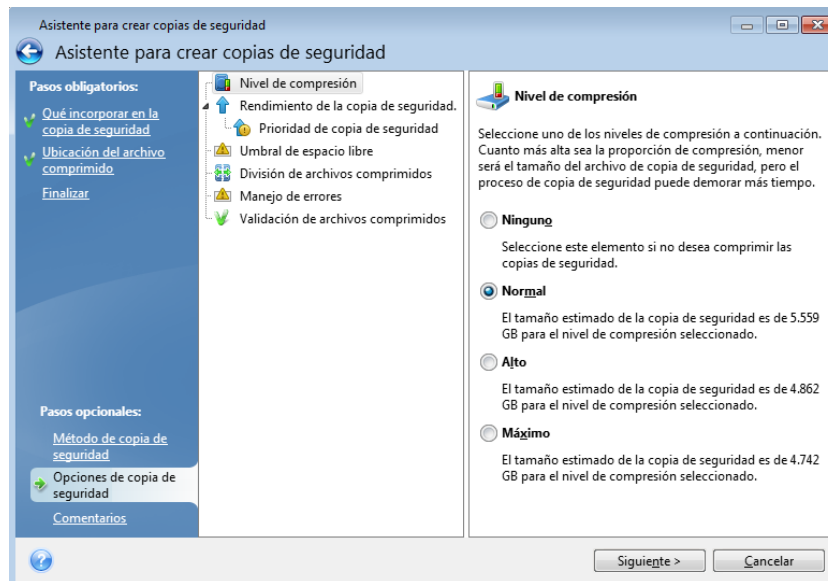 Asistente para crear copias de seguridad
Asistente para crear copias de seguridad
Pasos obligatorios:
Qué incorporar en la
copia de seguridad
Ubicación del archivo
comprimido
Finalizar
Pasos opcionales:
Método de copia de
seguridad
Opciones de copia de
seguridad
Comentarios
Nivel de compresión
Rendimiento de la copia de seguridad.
Prioridad de copia de seguridad
Umbral de espacio libre
División de archivos comprimidos
Manejo de errores
Validación de archivos comprimidos
Nivel de compresión
Seleccione uno de los niveles de compresión a continuación.
Cuanto más alta sea la proporción de compresión, menor
será el tamaño del archivo de copia de seguridad, pero el
proceso de copia de seguridad puede demorar más tiempo.
Ninguno
Seleccione este elemento si no desea comprimir las
copias de seguridad.
Normal
El tamaño estimado de la copia de seguridad es de 5.559
GB para el nivel de compresión seleccionado.
Alto
El tamaño estimado de la copia de seguridad es de 4.862
GB para el nivel de compresión seleccionado.
Máximo
El tamaño estimado de la copia de seguridad es de 4.742
GB para el nivel de compresión seleccionado.
Siguiente >
Cancelar